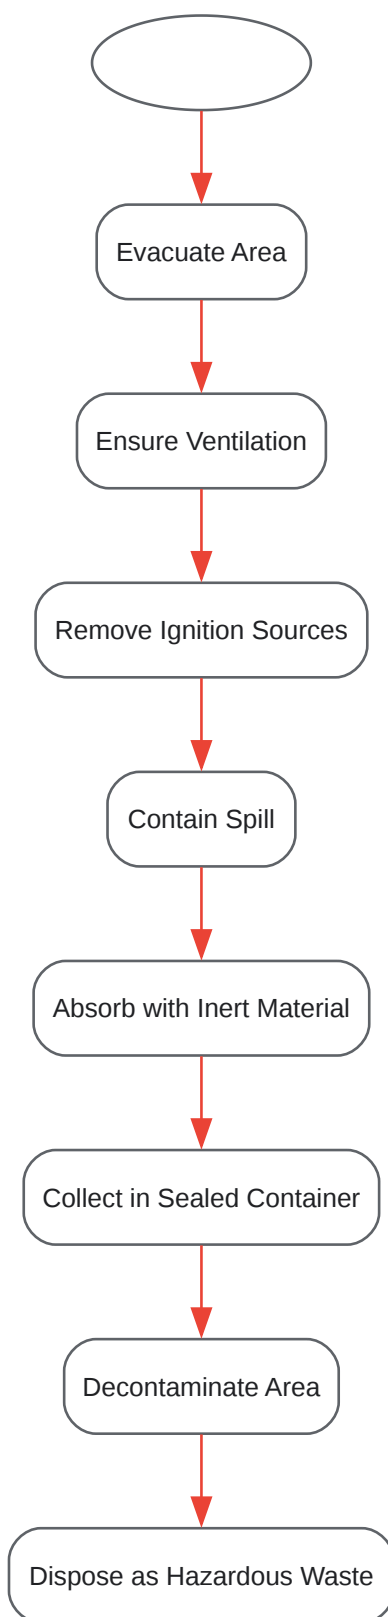 Evacuate Area
Ensure Ventilation
Remove Ignition Sources
Contain Spill
Absorb with Inert Material
Collect in Sealed Container
Decontaminate Area
Dispose as Hazardous Waste